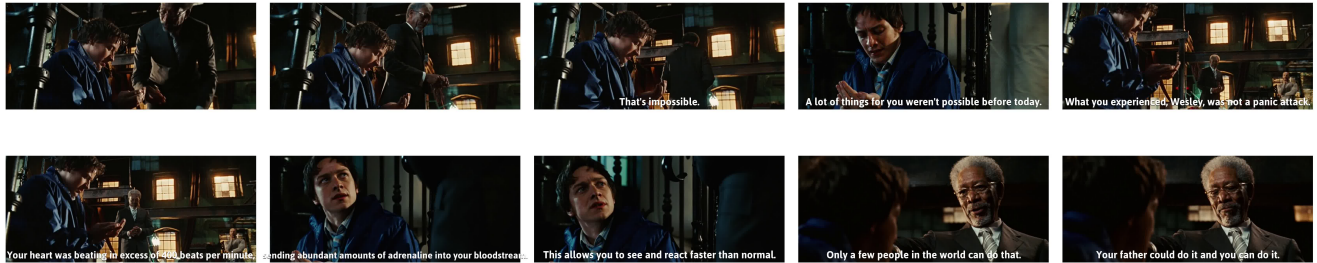 That's impossible.
A lot of things for you weren't possible before today.
What you experienced, Wesley, was not a panic attack.
Your heart was beating in excess of 400 beats per minute,
sending abundant amounts of adrenaline into your bloodstream.
This allows you to see and react faster than normal.
Only a few people in the world can do that.
Your father could do it and you can do it.